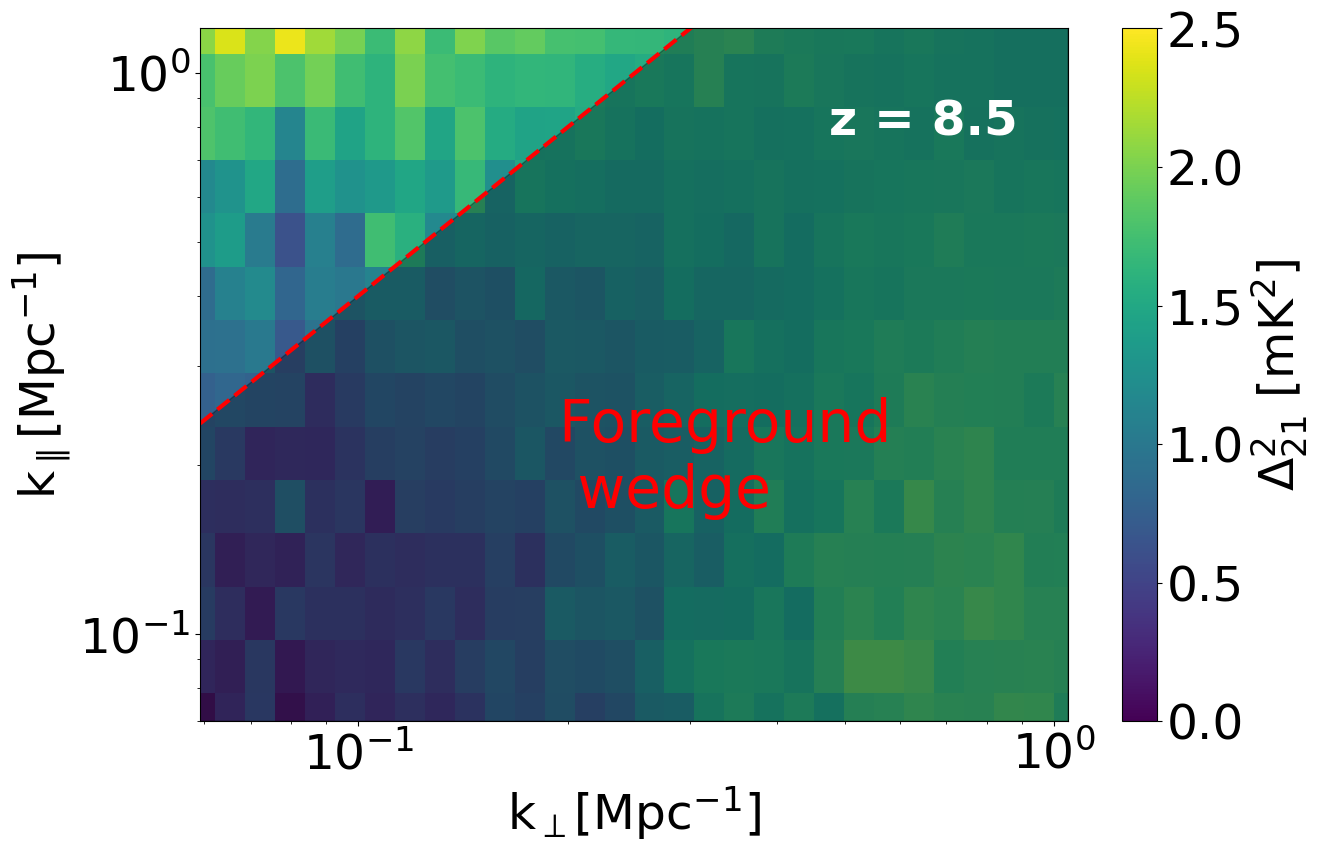 10⁰
10⁻¹
k∥[Mpc⁻¹]
z = 8.5
Foreground
wedge
10⁻¹
10⁰
k⊥[Mpc⁻¹]
2.5
2.0
1.5
1.0
0.5
0.0
Δ²₂₁ [mK²]